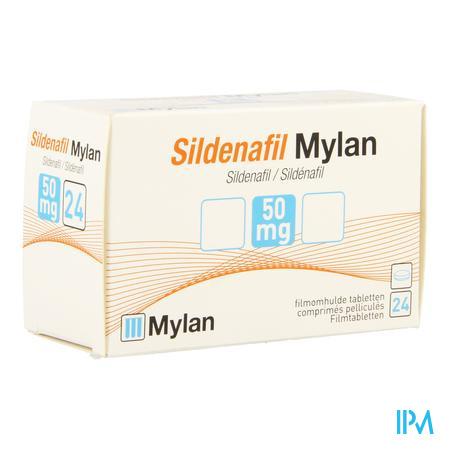 Sildenafil Mylan
Sildenafil / Sildénafil
50
mg
24
Mylan
Sildenafil Mylan
Sildenafil / Sildénafil
50
mg
filmomhulde tabletten
comprimés pelliculés
Filmtabletten
24
Mylan
IPM